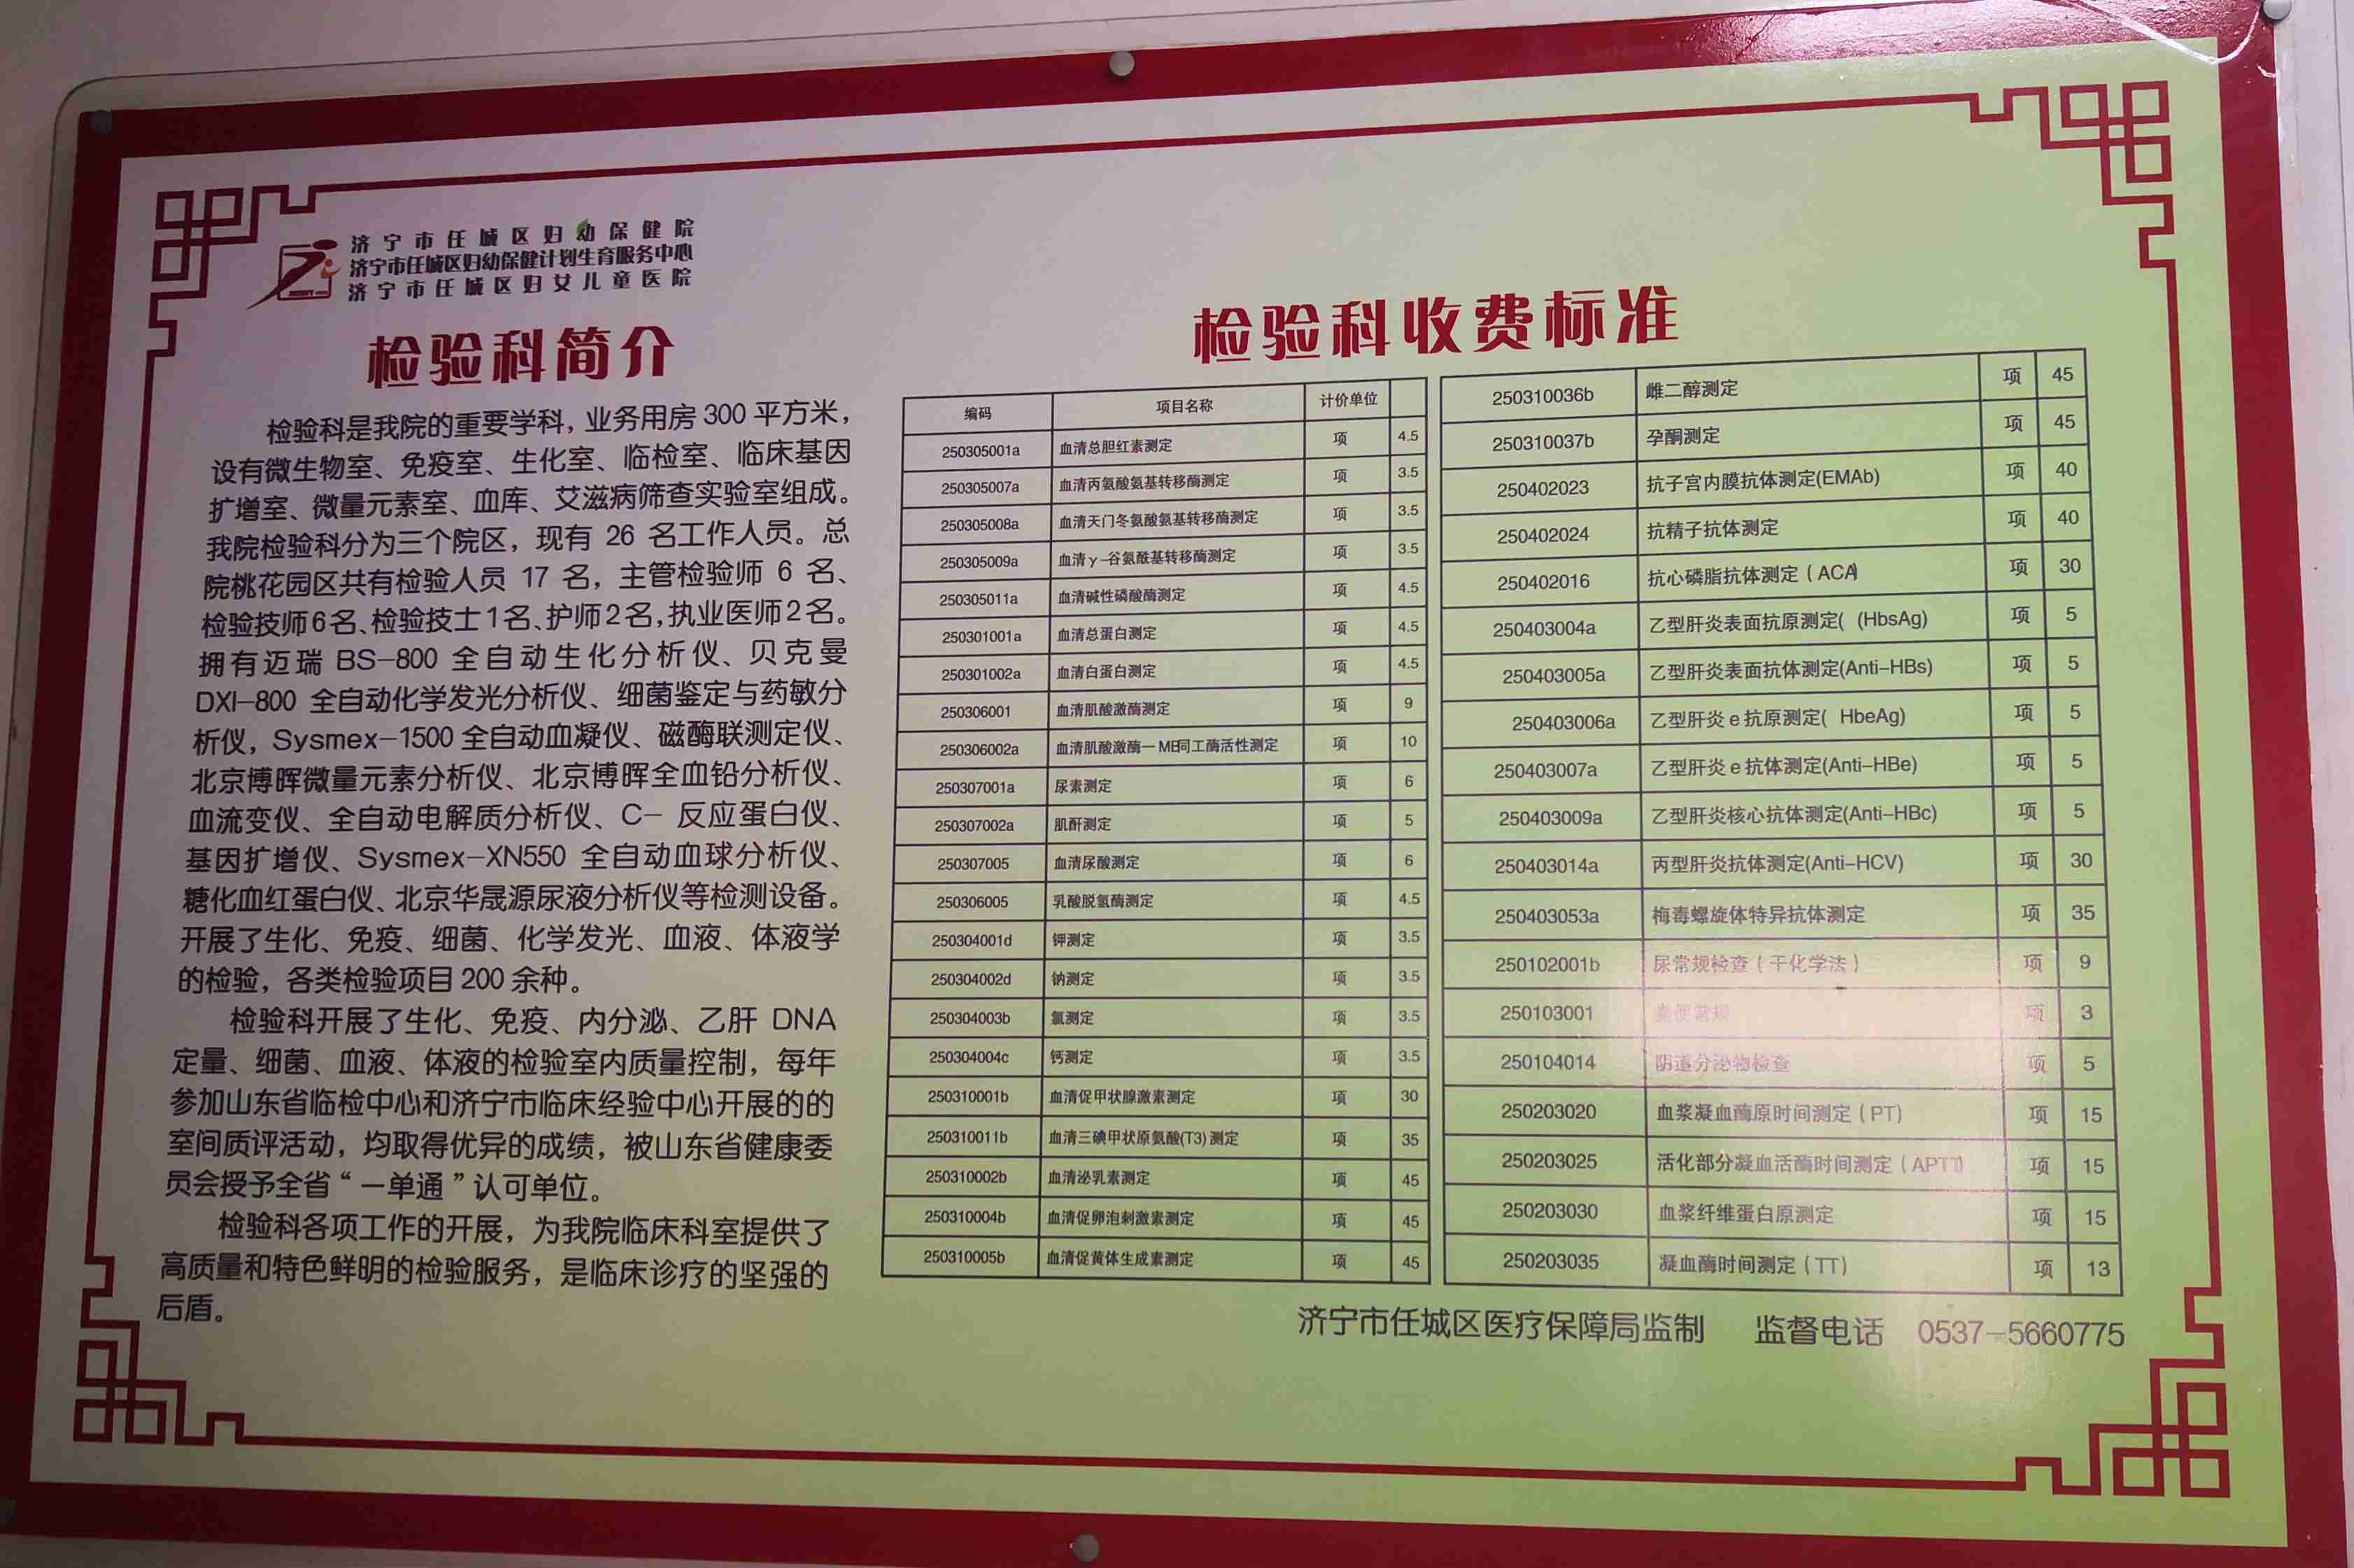 济宁市任城区妇幼保健院
济宁市任城区妇幼保健计划生育服务中心
济宁市任城区妇女儿童医院
检验科简介
检验科是我院的重要学科，业务用房 300 平方米，
设有微生物室、免疫室、生化室、临检室、临床基因
扩增室、微量元素室、血库、艾滋病筛查实验室组成。
我院检验科分为三个院区，现有 26 名工作人员。总
院桃花园区共有检验人员 17 名，主管检验师 6 名、
检验技师6名、检验技士1名、护师2名，执业医师2名。
拥有迈瑞 BS-800 全自动生化分析仪、贝克曼
DXI-800 全自动化学发光分析仪、细菌鉴定与药敏分
析仪，Sysmex-1500 全自动血凝仪、磁酶联测定仪、
北京博晖微量元素分析仪、北京博晖全血铅分析仪、
血流变仪、全自动电解质分析仪、C- 反应蛋白仪、
基因扩增仪、Sysmex-XN550 全自动血球分析仪、
糖化血红蛋白仪、北京华晟源尿液分析仪等检测设备。
开展了生化、免疫、细菌、化学发光、血液、体液学
的检验，各类检验项目 200 余种。
检验科开展了生化、免疫、内分泌、乙肝 DNA
定量、细菌、血液、体液的检验室内质量控制，每年
参加山东省临检中心和济宁市临床经验中心开展的的
室间质评活动，均取得优异的成绩，被山东省健康委
员会授予全省“一单通”认可单位。
检验科各项工作的开展，为我院临床科室提供了
高质量和特色鲜明的检验服务，是临床诊疗的坚强的
后盾。
检验科收费标准
编码 项目名称 计价单位
250305001a 血清总胆红素测定 项 4.5
250305007a 血清丙氨酸氨基转移酶测定 项 3.5
250305008a 血清天门冬氨酸氨基转移酶测定 项 3.5
250305009a 血清γ-谷氨酰基转移酶测定 项 3.5
250305011a 血清碱性磷酸酶测定 项 4.5
250301001a 血清总蛋白测定 项 4.5
250301002a 血清白蛋白测定 项 4.5
250306001 血清肌酸激酶测定 项 9
250306002a 血清肌酸激酶－MB同工酶活性测定 项 10
250307001a 尿素测定 项 6
250307002a 肌酐测定 项 5
250307005 血清尿酸测定 项 6
250306005 乳酸脱氢酶测定 项 4.5
250304001d 钾测定 项 3.5
250304002d 钠测定 项 3.5
250304003b 氯测定 项 3.5
250304004c 钙测定 项 3.5
250310001b 血清促甲状腺激素测定 项 30
250310011b 血清三碘甲状原氨酸(T3)测定 项 35
250310002b 血清泌乳素测定 项 45
250310004b 血清促卵泡刺激素测定 项 45
250310005b 血清促黄体生成素测定 项 45
250310036b 雌二醇测定 项 45
250310037b 孕酮测定 项 45
250402023 抗子宫内膜抗体测定(EMAb) 项 40
250402024 抗精子抗体测定 项 40
250402016 抗心磷脂抗体测定（ACA） 项 30
250403004a 乙型肝炎表面抗原测定( (HbsAg) 项 5
250403005a 乙型肝炎表面抗体测定(Anti-HBs) 项 5
250403006a 乙型肝炎e抗原测定( HbeAg) 项 5
250403007a 乙型肝炎e抗体测定(Anti-HBe) 项 5
250403009a 乙型肝炎核心抗体测定(Anti-HBc) 项 5
250403014a 丙型肝炎抗体测定(Anti-HCV) 项 30
250403053a 梅毒螺旋体特异抗体测定 项 35
250102001b 尿常规检查（干化学法） 项 9
250103001 粪便常规 项 3
250104014 阴道分泌物检查 项 5
250203020 血浆凝血酶原时间测定（PT） 项 15
250203025 活化部分凝血活酶时间测定（APTT） 项 15
250203030 血浆纤维蛋白原测定 项 15
250203035 凝血酶时间测定（TT） 项 13
济宁市任城区医疗保障局监制 监督电话 0537-5660775